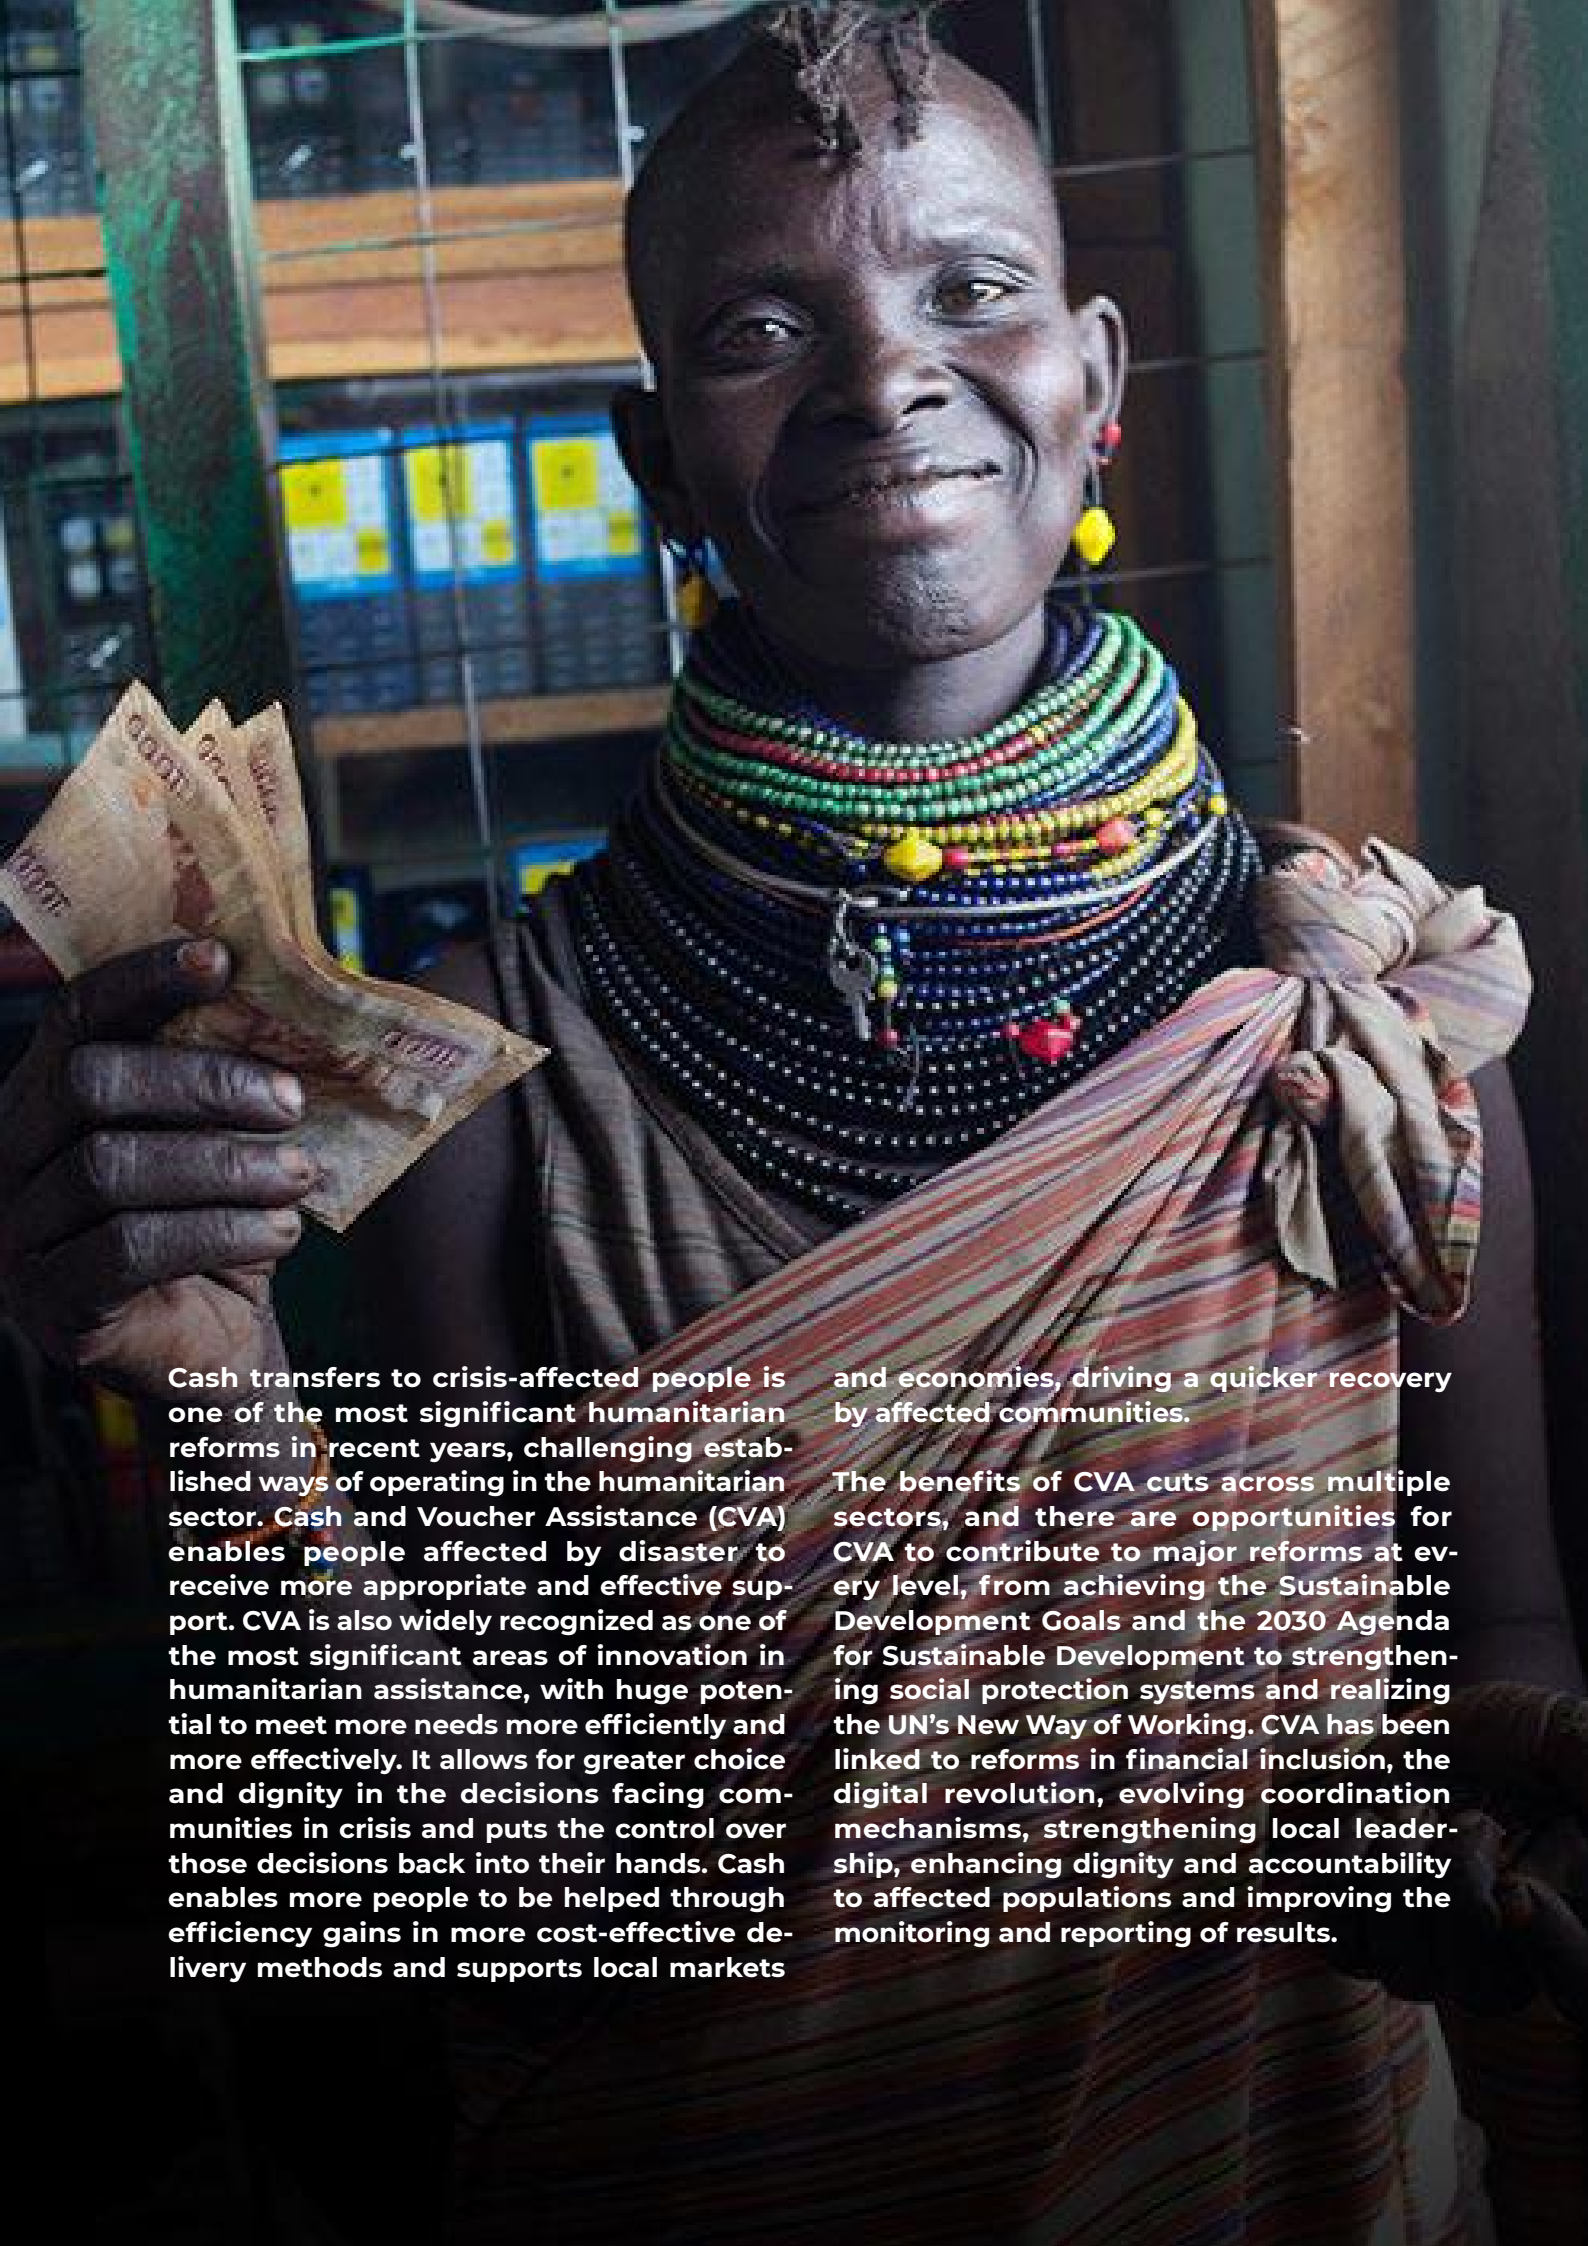 Cash transfers to crisis-affected people is
one of the most significant humanitarian
reforms in recent years, challenging estab-
lished ways of operating in the humanitarian
sector. Cash and Voucher Assistance (CVA)
enables people affected by disaster to
receive more appropriate and effective sup-
port. CVA is also widely recognized as one of
the most significant areas of innovation in
humanitarian assistance, with huge poten-
tial to meet more needs more efficiently and
more effectively. It allows for greater choice
and dignity in the decisions facing com-
munities in crisis and puts the control over
those decisions back into their hands. Cash
enables more people to be helped through
efficiency gains in more cost-effective de-
livery methods and supports local markets
and economies, driving a quicker recovery
by affected communities.
The benefits of CVA cuts across multiple
sectors, and there are opportunities for
CVA to contribute to major reforms at ev-
ery level, from achieving the Sustainable
Development Goals and the 2030 Agenda
for Sustainable Development to strengthen-
ing social protection systems and realizing
the UN’s New Way of Working. CVA has been
linked to reforms in financial inclusion, the
digital revolution, evolving coordination
mechanisms, strengthening local leader-
ship, enhancing dignity and accountability
to affected populations and improving the
monitoring and reporting of results.